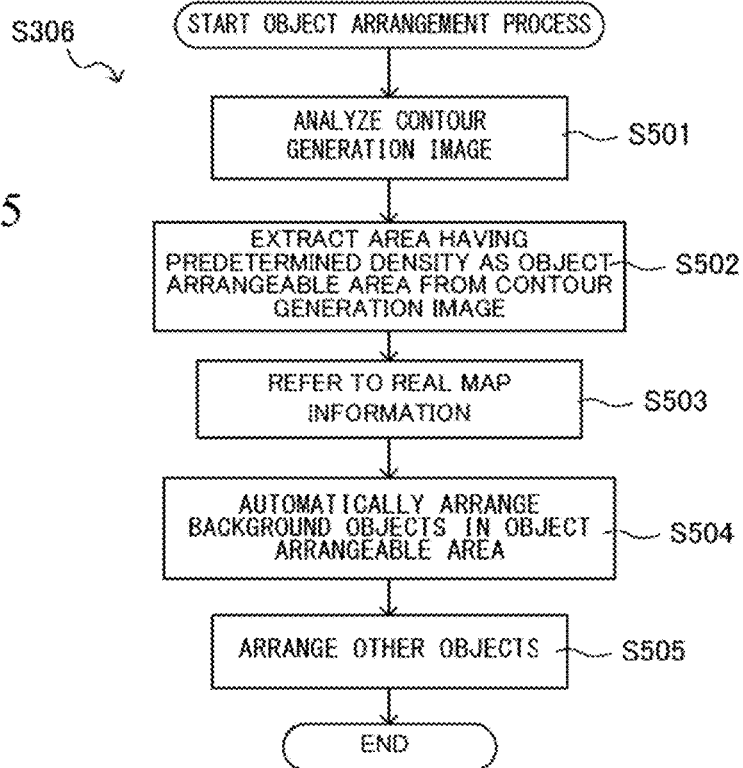 START OBJECT ARRANGEMENT PROCESS
S306
ANALYZE CONTOUR
GENERATION IMAGE
S501
5
EXTRACT AREA HAVING
PREDETERMINED DENSITY AS OBJECT
ARRANGEABLE AREA FROM CONTOUR
GENERATION IMAGE
S502
REFER TO REAL MAP
INFORMATION
S503
AUTOMATICALLY ARRANGE
BACKGROUND OBJECTS IN OBJECT
ARRANGEABLE AREA
S504
ARRANGE OTHER OBJECTS
S505
END